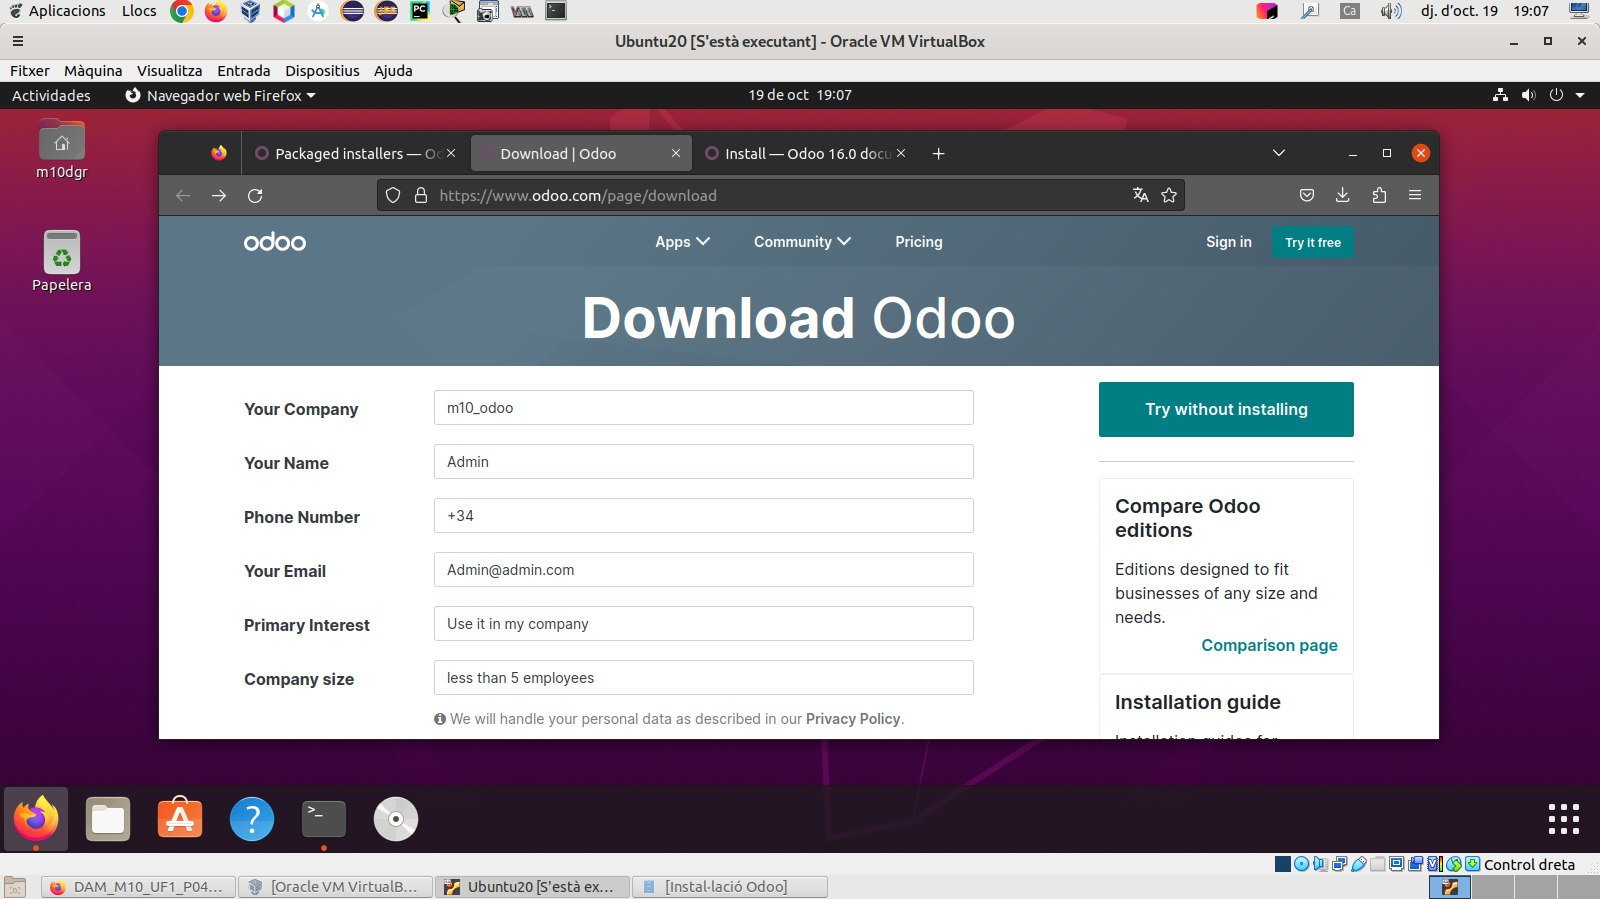 Aplicacions Llocs Ca dj. d'oct. 19 19:07
Ubuntu20 [S'està executant] - Oracle VM VirtualBox
Fitxer Màquina Visualitza Entrada Dispositius Ajuda
Actividades Navegador web Firefox 19 de oct 19:07
m10dgr
Papelera
Packaged installers — Od Download | Odoo Install — Odoo 16.0 docu
https://www.odoo.com/page/download
odoo Apps Community Pricing Sign in Try it free
Download Odoo
Your Company m10_odoo
Your Name Admin
Phone Number +34
Your Email Admin@admin.com
Primary Interest Use it in my company
Company size less than 5 employees
We will handle your personal data as described in our Privacy Policy.
Try without installing
Compare Odoo
editions
Editions designed to fit
businesses of any size and
needs.
Comparison page
Installation guide
Installation guides for
Control dreta
DAM_M10_UF1_P04... [Oracle VM VirtualB... Ubuntu20 [S'està ex... [Instal·lació Odoo]